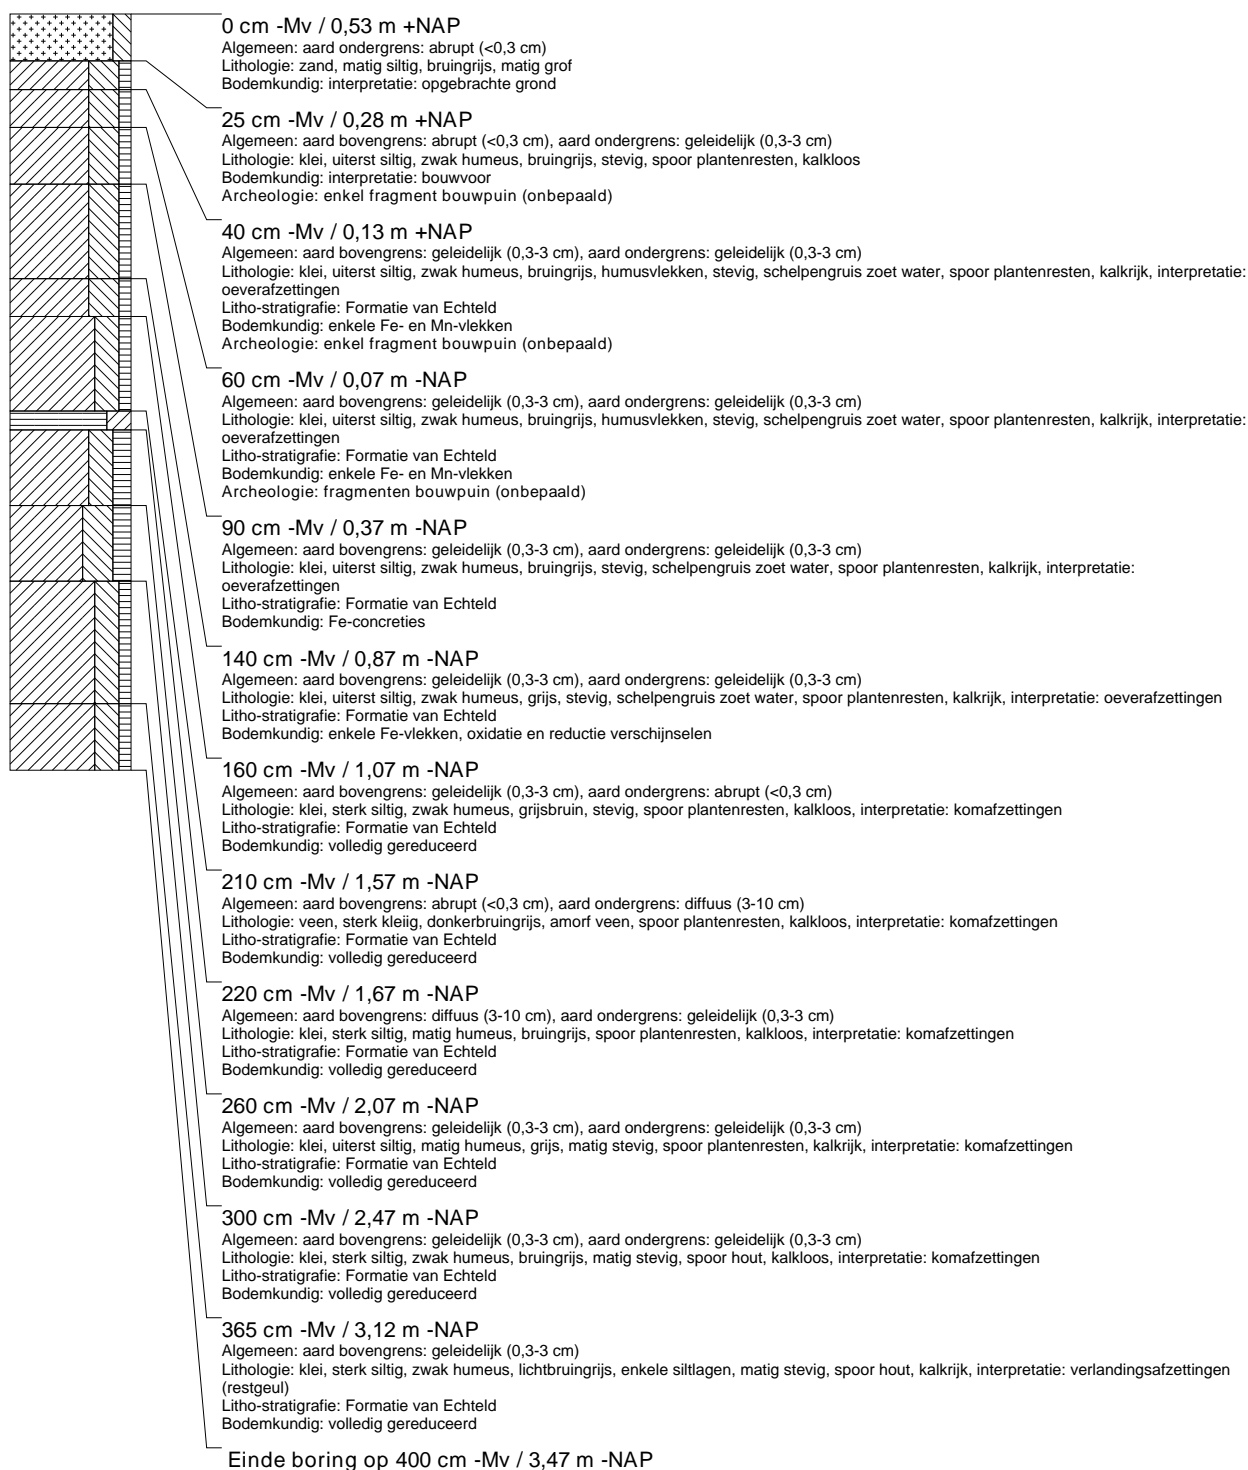 0 cm -Mv / 0,53 m +NAP
Algemeen: aard ondergrens: abrupt (<0,3 cm)
Lithologie: zand, matig siltig, bruingrijs, matig grof
Bodemkundig: interpretatie: opgebrachte grond
25 cm -Mv / 0,28 m +NAP
Algemeen: aard bovengrens: abrupt (<0,3 cm), aard ondergrens: geleidelijk (0,3-3 cm)
Lithologie: klei, uiterst siltig, zwak humeus, bruingrijs, stevig, spoor plantenresten, kalkloos
Bodemkundig: interpretatie: bouwvoor
Archeologie: enkel fragment bouwpuin (onbepaald)
40 cm -Mv / 0,13 m +NAP
Algemeen: aard bovengrens: geleidelijk (0,3-3 cm), aard ondergrens: geleidelijk (0,3-3 cm)
Lithologie: klei, uiterst siltig, zwak humeus, bruingrijs, humusvlekken, stevig, schelpengruis zoet water, spoor plantenresten, kalkrijk, interpretatie:
oeverafzettingen
Litho-stratigrafie: Formatie van Echteld
Bodemkundig: enkele Fe- en Mn-vlekken
Archeologie: enkel fragment bouwpuin (onbepaald)
60 cm -Mv / 0,07 m -NAP
Algemeen: aard bovengrens: geleidelijk (0,3-3 cm), aard ondergrens: geleidelijk (0,3-3 cm)
Lithologie: klei, uiterst siltig, zwak humeus, bruingrijs, humusvlekken, stevig, schelpengruis zoet water, spoor plantenresten, kalkrijk, interpretatie:
oeverafzettingen
Litho-stratigrafie: Formatie van Echteld
Bodemkundig: enkele Fe- en Mn-vlekken
Archeologie: fragmenten bouwpuin (onbepaald)
90 cm -Mv / 0,37 m -NAP
Algemeen: aard bovengrens: geleidelijk (0,3-3 cm), aard ondergrens: geleidelijk (0,3-3 cm)
Lithologie: klei, uiterst siltig, zwak humeus, bruingrijs, stevig, schelpengruis zoet water, spoor plantenresten, kalkrijk, interpretatie:
oeverafzettingen
Litho-stratigrafie: Formatie van Echteld
Bodemkundig: Fe-concreties
140 cm -Mv / 0,87 m -NAP
Algemeen: aard bovengrens: geleidelijk (0,3-3 cm), aard ondergrens: geleidelijk (0,3-3 cm)
Lithologie: klei, uiterst siltig, zwak humeus, grijs, stevig, schelpengruis zoet water, spoor plantenresten, kalkrijk, interpretatie: oeverafzettingen
Litho-stratigrafie: Formatie van Echteld
Bodemkundig: enkele Fe-vlekken, oxidatie en reductie verschijnselen
160 cm -Mv / 1,07 m -NAP
Algemeen: aard bovengrens: geleidelijk (0,3-3 cm), aard ondergrens: abrupt (<0,3 cm)
Lithologie: klei, sterk siltig, zwak humeus, grijsbruin, stevig, spoor plantenresten, kalkloos, interpretatie: komafzettingen
Litho-stratigrafie: Formatie van Echteld
Bodemkundig: volledig gereduceerd
210 cm -Mv / 1,57 m -NAP
Algemeen: aard bovengrens: abrupt (<0,3 cm), aard ondergrens: diffuus (3-10 cm)
Lithologie: veen, sterk kleiig, donkerbruingrijs, amorf veen, spoor plantenresten, kalkloos, interpretatie: komafzettingen
Litho-stratigrafie: Formatie van Echteld
Bodemkundig: volledig gereduceerd
220 cm -Mv / 1,67 m -NAP
Algemeen: aard bovengrens: diffuus (3-10 cm), aard ondergrens: geleidelijk (0,3-3 cm)
Lithologie: klei, sterk siltig, matig humeus, bruingrijs, spoor plantenresten, kalkloos, interpretatie: komafzettingen
Litho-stratigrafie: Formatie van Echteld
Bodemkundig: volledig gereduceerd
260 cm -Mv / 2,07 m -NAP
Algemeen: aard bovengrens: geleidelijk (0,3-3 cm), aard ondergrens: geleidelijk (0,3-3 cm)
Lithologie: klei, uiterst siltig, matig humeus, grijs, matig stevig, spoor plantenresten, kalkrijk, interpretatie: komafzettingen
Litho-stratigrafie: Formatie van Echteld
Bodemkundig: volledig gereduceerd
300 cm -Mv / 2,47 m -NAP
Algemeen: aard bovengrens: geleidelijk (0,3-3 cm), aard ondergrens: geleidelijk (0,3-3 cm)
Lithologie: klei, sterk siltig, zwak humeus, bruingrijs, matig stevig, spoor hout, kalkloos, interpretatie: komafzettingen
Litho-stratigrafie: Formatie van Echteld
Bodemkundig: volledig gereduceerd
365 cm -Mv / 3,12 m -NAP
Algemeen: aard bovengrens: geleidelijk (0,3-3 cm)
Lithologie: klei, sterk siltig, zwak humeus, lichtbruingrijs, enkele siltlagen, matig stevig, spoor hout, kalkrijk, interpretatie: verlandingsafzettingen
(restgeul)
Litho-stratigrafie: Formatie van Echteld
Bodemkundig: volledig gereduceerd
Einde boring op 400 cm -Mv / 3,47 m -NAP